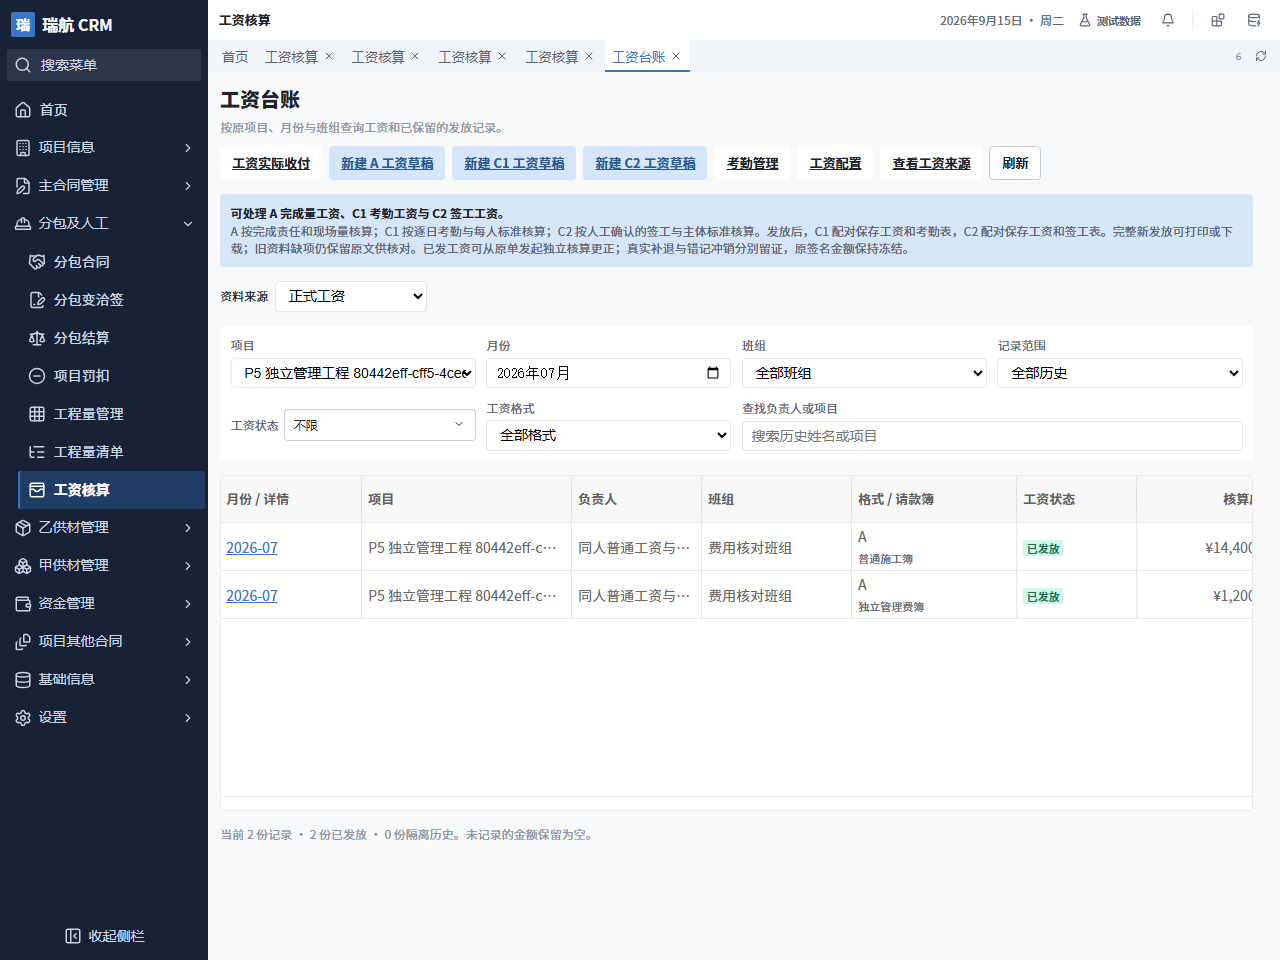 瑞 瑞航 CRM
搜索菜单
首页
项目信息
主合同管理
分包及人工
分包合同
分包变洽签
分包结算
项目罚扣
工程量管理
工程量清单
工资核算
乙供材管理
甲供材管理
资金管理
项目其他合同
基础信息
设置
收起侧栏
工资核算
2026年9月15日 · 周二 测试数据
首页 工资核算 × 工资核算 × 工资核算 × 工资核算 × 工资台账 × 6
工资台账
按原项目、月份与班组查询工资和已保留的发放记录。
工资实际收付 新建 A 工资草稿 新建 C1 工资草稿 新建 C2 工资草稿 考勤管理 工资配置 查看工资来源 刷新
可处理 A 完成量工资、C1 考勤工资与 C2 签工工资。
A 按完成责任和现场量核算；C1 按逐日考勤与每人标准核算；C2 按人工确认的签工与主体标准核算。发放后，C1 配对保存工资和考勤表，C2 配对保存工资和签工表。完整新发放可打印或下
载；旧资料缺项仍保留原文供核对。已发工资可从原单发起独立核算更正；真实补退与错记冲销分别留证，原签名金额保持冻结。
资料来源 正式工资
项目 月份 班组 记录范围
P5 独立管理工程 80442eff-cff5-4ce 2026年07月 全部班组 全部历史
工资状态 不限 工资格式 全部格式 查找负责人或项目 搜索历史姓名或项目
月份 / 详情 项目 负责人 班组 格式 / 请款簿 工资状态 核算
2026-07 P5 独立管理工程 80442eff-c··· 同人普通工资与··· 费用核对班组 A 普通施工簿 已发放 ¥14,400
2026-07 P5 独立管理工程 80442eff-c··· 同人普通工资与··· 费用核对班组 A 独立管理费簿 已发放 ¥1,200
当前 2 份记录 · 2 份已发放 · 0 份隔离历史。未记录的金额保留为空。